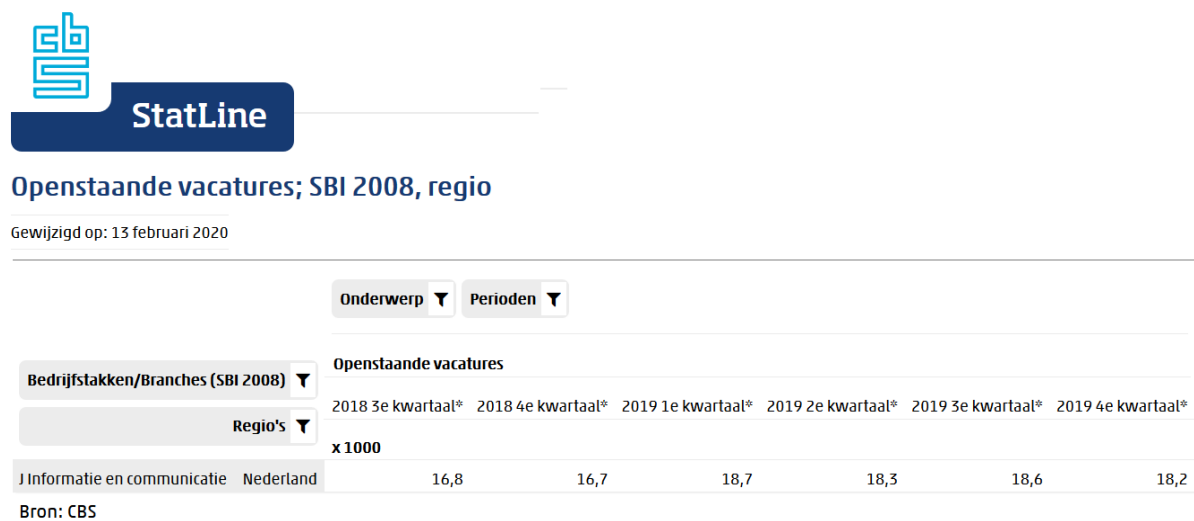 cbs
StatLine
Openstaande vacatures; SBI 2008, regio
Gewijzigd op: 13 februari 2020
Onderwerp Perioden
Openstaande vacatures
Bedrijfstakken/Branches (SBI 2008)
2018 3e kwartaal* 2018 4e kwartaal* 2019 1e kwartaal* 2019 2e kwartaal* 2019 3e kwartaal* 2019 4e kwartaal*
Regio's
x 1000
J Informatie en communicatie Nederland 16,8 16,7 18,7 18,3 18,6 18,2
Bron: CBS